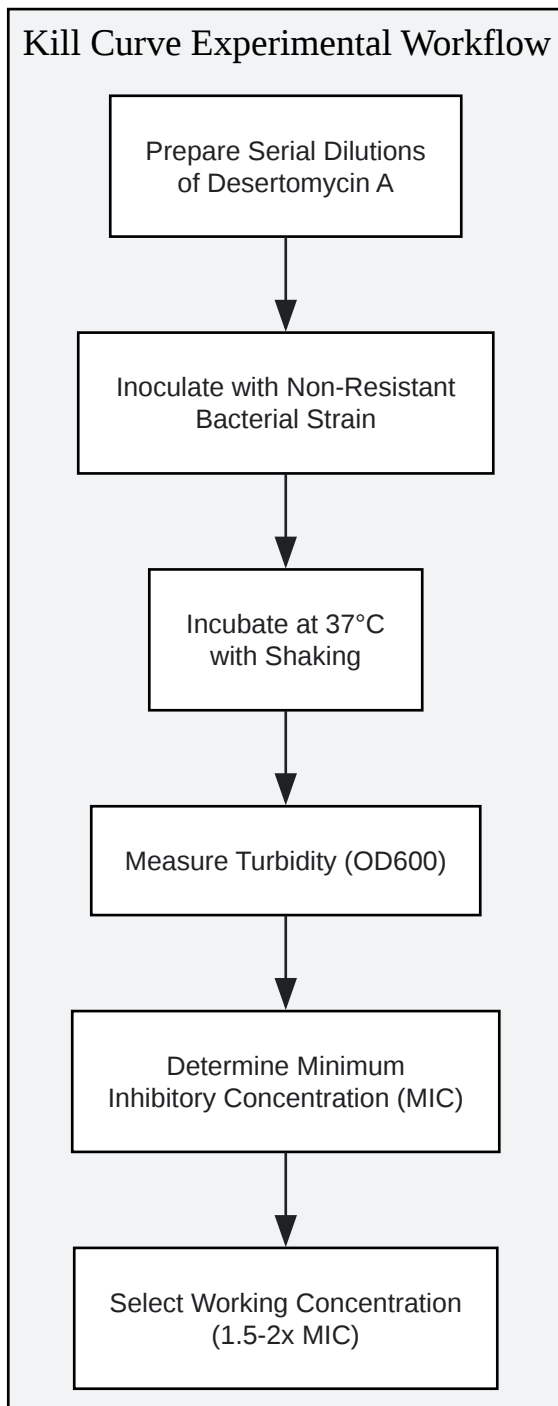 Kill Curve Experimental Workflow
Prepare Serial Dilutions
of Desertomycin A
Inoculate with Non-Resistant
Bacterial Strain
Incubate at 37°C
with Shaking
Measure Turbidity (OD600)
Determine Minimum
Inhibitory Concentration (MIC)
Select Working Concentration
(1.5-2x MIC)